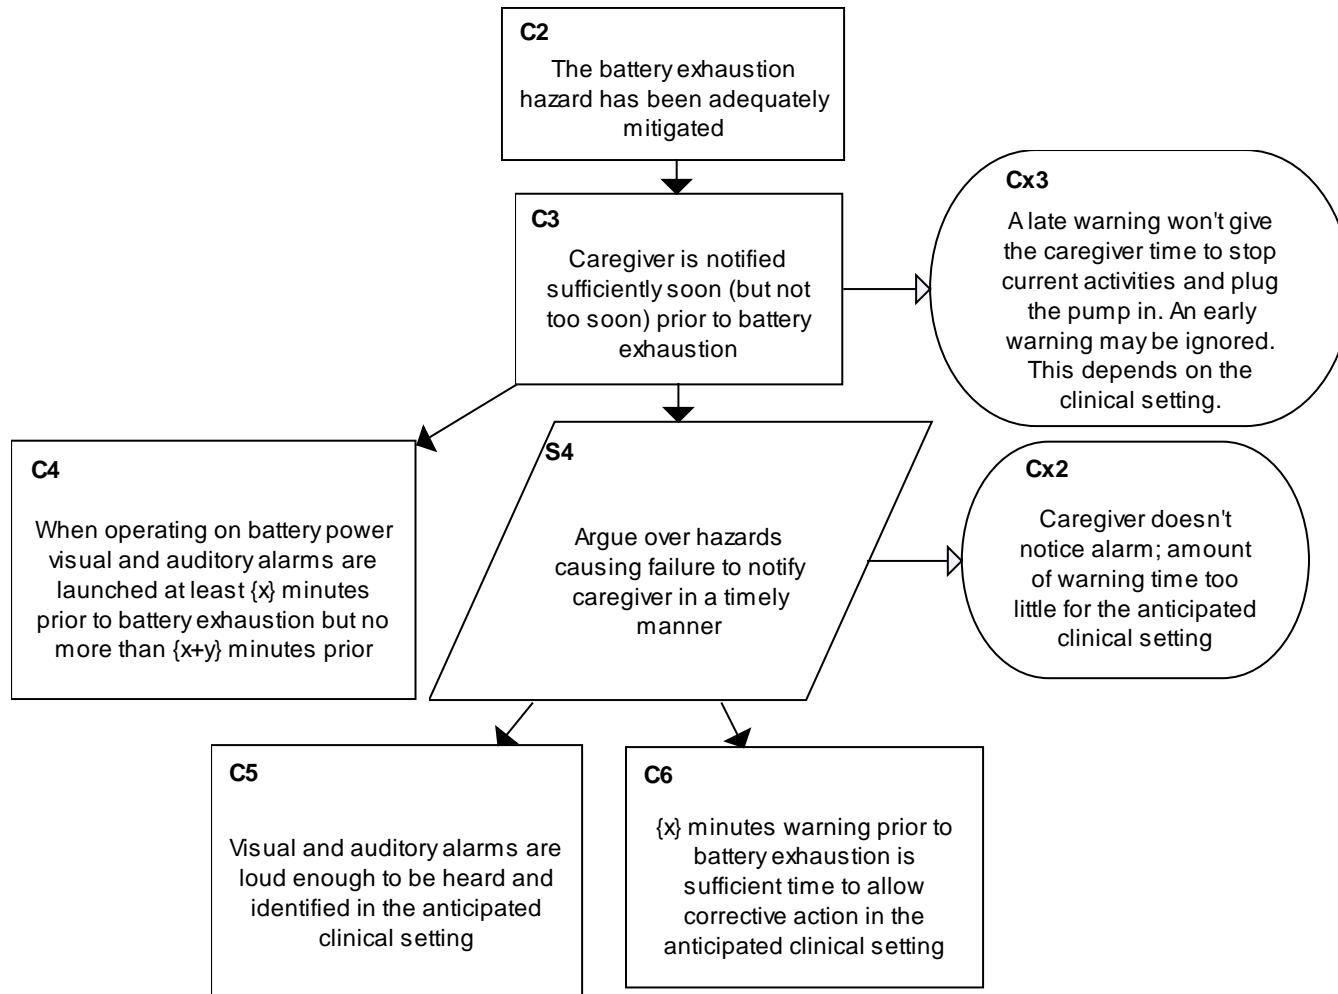 C2
The battery exhaustion
hazard has been adequately
mitigated
C3
Caregiver is notified
sufficiently soon (but not
too soon) prior to battery
exhaustion
Cx3
A late warning won't give
the caregiver time to stop
current activities and plug
the pump in. An early
warning may be ignored.
This depends on the
clinical setting.
C4
When operating on battery power
visual and auditory alarms are
launched at least {x} minutes
prior to battery exhaustion but no
more than {x+y} minutes prior
S4
Argue over hazards
causing failure to notify
caregiver in a timely
manner
Cx2
Caregiver doesn't
notice alarm; amount
of warning time too
little for the anticipated
clinical setting
C5
Visual and auditory alarms are
loud enough to be heard and
identified in the anticipated
clinical setting
C6
{x} minutes warning prior to
battery exhaustion is
sufficient time to allow
corrective action in the
anticipated clinical setting